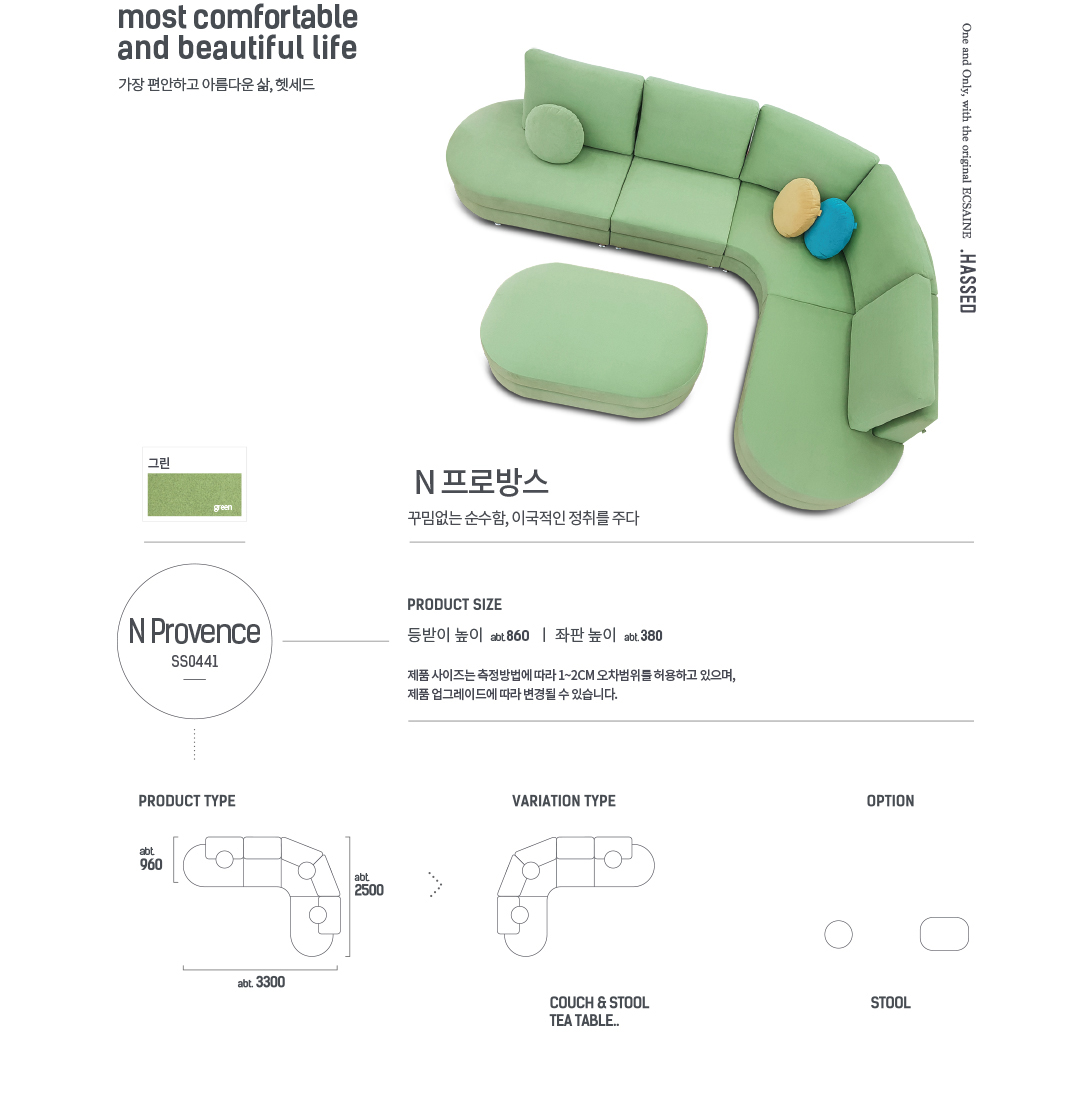 most comfortable
and beautiful life
가장 편안하고 아름다운 삶, 헷세드
One and Only, with the original ECSAINE .HASSED
그린
green
N 프로방스
꾸밈없는 순수함, 이국적인 정취를 주다
N Provence
SS0441
PRODUCT SIZE
등받이 높이 abt.860 | 좌판 높이 abt.380
제품 사이즈는 측정방법에 따라 1~2CM 오차범위를 허용하고 있으며,
제품 업그레이드에 따라 변경될 수 있습니다.
PRODUCT TYPE
abt.
960
abt.
2500
abt. 3300
VARIATION TYPE
COUCH & STOOL
TEA TABLE..
OPTION
STOOL